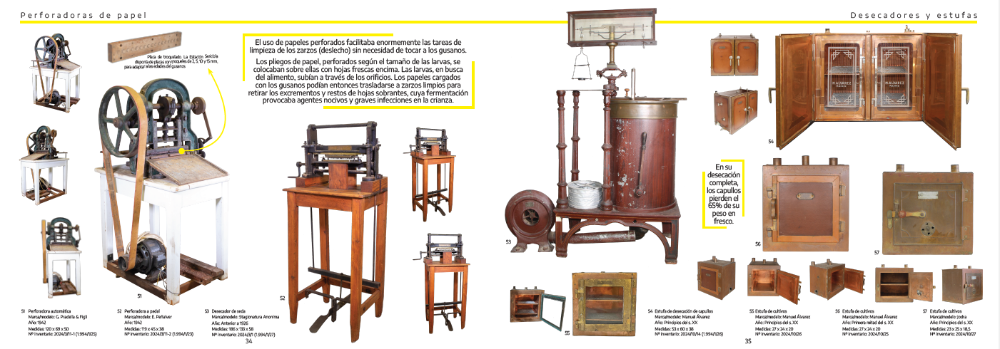 Perforadoras de papel
Placa de troquelado. La Estación Sericícola
disponía de placas con troqueles de 2, 5, 10 y 15 mm,
para adaptar a las edades del gusano
El uso de papeles perforados facilitaba enormemente las tareas de
limpieza de los zarzos (deslecho) sin necesidad de tocar a los gusanos.
Los pliegos de papel, perforados según el tamaño de las larvas, se
colocaban sobre ellas con hojas frescas encima. Las larvas, en busca
del alimento, subían a través de los orificios. Los papeles cargados
con los gusanos podían entonces trasladarse a zarzos limpios para
retirar los excrementos y restos de hojas sobrantes, cuya fermentación
provocaba agentes nocivos y graves infecciones en la crianza.
51
52
51 Perforadora automática
Marca/modelo: G. Pradella & Figli
Año: 1942
Medidas: 120 x 69 x 50
Nº inventario: 2024/3/11-1 (1.994/1/25)
52 Perforadora a pedal
Marca/modelo: E. Peñalver
Año: 1942
Medidas: 119 x 45 x 38
Nº inventario: 2024/3/11-2 (1.994/1/23)
53 Desecador de seda
Marca/modelo: Stagionatura Anonima
Año: Anterior a 1926
Medidas: 186 x 133 x 58
Nº inventario: 2024/3/1 (1.994/1/27)
34
Desecadores y estufas
53
M.ALVAREZ
MADRID
M.ALVAREZ
MADRID
54
En su
desecación
completa,
los capullos
pierden el
65% de su
peso en
fresco.
56
57
55
54 Estufa de desecación de capullos
Marca/modelo: Manuel Álvarez
Año: Principios del s. XX
Medidas: 53 x 60 x 38
Nº inventario: 2024/10/14 (1.994/1/26)
55 Estufa de cultivos
Marca/modelo: Manuel Álvarez
Año: Principios del s. XX
Medidas: 27 x 24 x 20
Nº inventario: 2024/10/26
56 Estufa de cultivos
Marca/modelo: Manuel Álvarez
Año: Primera mitad del s. XX
Medidas: 27 x 24 x 20
Nº inventario: 2024/10/25
57 Estufa de cultivos
Marca/modelo: Jodra
Año: Principios del s. XX
Medidas: 23 x 25 x 18,5
Nº inventario: 2024/10/27
35